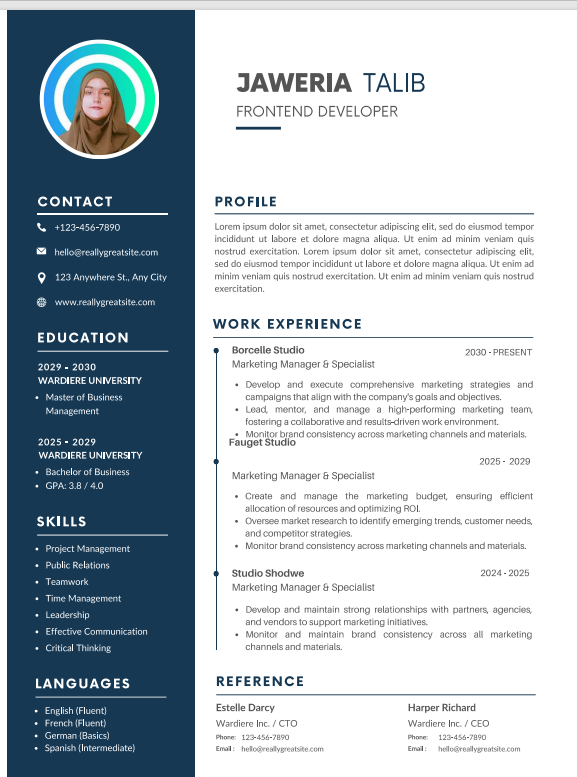 JAWERIA TALIB
FRONTEND DEVELOPER
CONTACT
+123-456-7890
hello@reallygreatsite.com
123 Anywhere St., Any City
www.reallygreatsite.com
EDUCATION
2029 - 2030
WARDIERE UNIVERSITY
• Master of Business
Management
2025 - 2029
WARDIERE UNIVERSITY
• Bachelor of Business
• GPA: 3.8 / 4.0
SKILLS
• Project Management
• Public Relations
• Teamwork
• Time Management
• Leadership
• Effective Communication
• Critical Thinking
LANGUAGES
• English (Fluent)
• French (Fluent)
• German (Basics)
• Spanish (Intermediate)
PROFILE
Lorem ipsum dolor sit amet, consectetur adipiscing elit, sed do eiusmod tempor
incididunt ut labore et dolore magna aliqua. Ut enim ad minim veniam quis
nostrud exercitation. Lorem ipsum dolor sit amet, consectetur adipiscing elit,
sed do eiusmod tempor incididunt ut labore et dolore magna aliqua. Ut enim ad
minim veniam quis nostrud exercitation. Ut enim ad minim veniam quis nostrud
exercitation.
WORK EXPERIENCE
Borcelle Studio 2030 - PRESENT
Marketing Manager & Specialist
• Develop and execute comprehensive marketing strategies and
campaigns that align with the company's goals and objectives.
• Lead, mentor, and manage a high-performing marketing team,
fostering a collaborative and results-driven work environment.
• Monitor brand consistency across marketing channels and materials.
Fauget Studio
2025 - 2029
Marketing Manager & Specialist
• Create and manage the marketing budget, ensuring efficient
allocation of resources and optimizing ROI.
• Oversee market research to identify emerging trends, customer needs,
and competitor strategies.
• Monitor brand consistency across marketing channels and materials.
Studio Shodwe 2024 - 2025
Marketing Manager & Specialist
• Develop and maintain strong relationships with partners, agencies,
and vendors to support marketing initiatives.
• Monitor and maintain brand consistency across all marketing
channels and materials.
REFERENCE
Estelle Darcy
Wardiere Inc. / CTO
Phone: 123-456-7890
Email : hello@reallygreatsite.com
Harper Richard
Wardiere Inc. / CEO
Phone: 123-456-7890
Email : hello@reallygreatsite.com